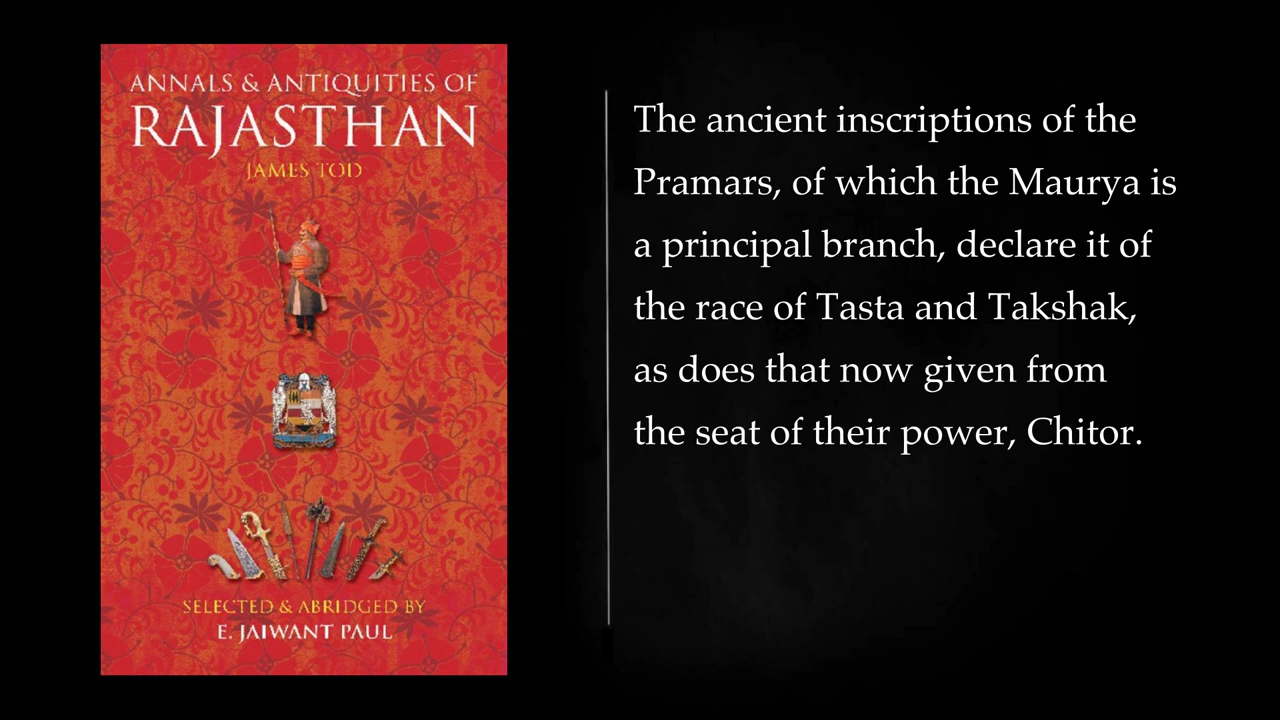 ANNALS & ANTIQUITIES OF
RAJASTHAN
JAMES TOD
SELECTED & ABRIDGED BY
E. JAIWANT PAUL
The ancient inscriptions of the
Pramars, of which the Maurya is
a principal branch, declare it of
the race of Tasta and Takshak,
as does that now given from
the seat of their power, Chitor.